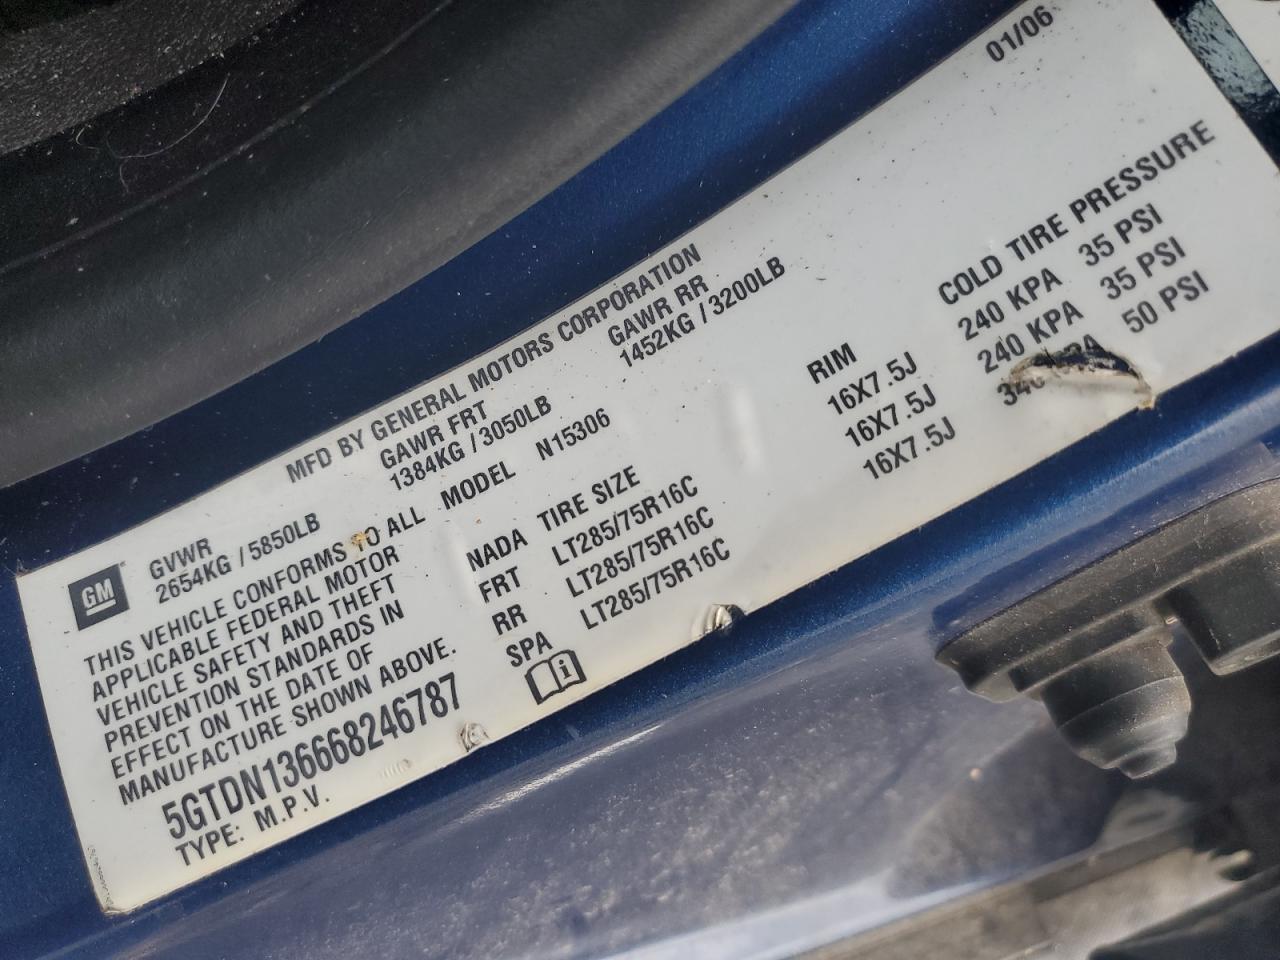 01/06
MFD BY GENERAL MOTORS CORPORATION
GM GVWR GAWR FRT GAWR RR
2654KG / 5850LB 1384KG / 3050LB 1452KG / 3200LB
THIS VEHICLE CONFORMS TO ALL
APPLICABLE FEDERAL MOTOR
VEHICLE SAFETY AND THEFT
PREVENTION STANDARDS IN
EFFECT ON THE DATE OF
MANUFACTURE SHOWN ABOVE.
5GTDN136668246787
TYPE: M.P.V.
MODEL N15306
NADA TIRE SIZE RIM COLD TIRE PRESSURE
FRT LT285/75R16C 16X7.5J 240 KPA 35 PSI
RR LT285/75R16C 16X7.5J 240 KPA 35 PSI
SPA LT285/75R16C 16X7.5J 50 PSI
i